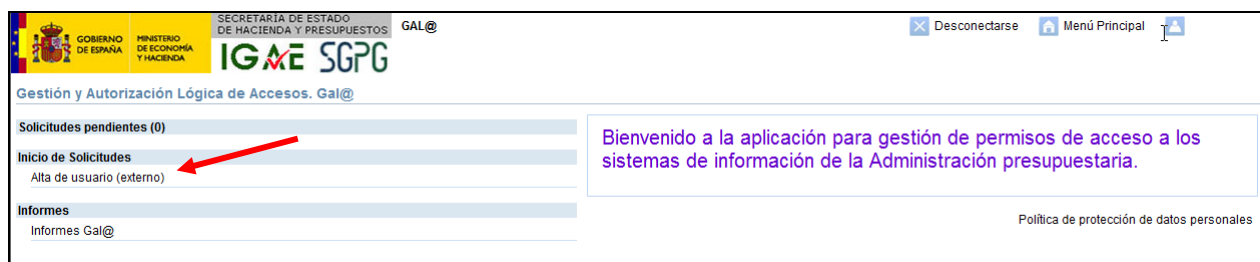 GOBIERNO
DE ESPAÑA
MINISTERIO
DE ECONOMÍA
Y HACIENDA
SECRETARÍA DE ESTADO
DE HACIENDA Y PRESUPUESTOS
IGAE SGPG
GAL@
Desconectarse
Menú Principal
Gestión y Autorización Lógica de Accesos. Gal@
Solicitudes pendientes (0)
Inicio de Solicitudes
Alta de usuario (externo)
Informes
Informes Gal@
Bienvenido a la aplicación para gestión de permisos de acceso a los
sistemas de información de la Administración presupuestaria.
Política de protección de datos personales